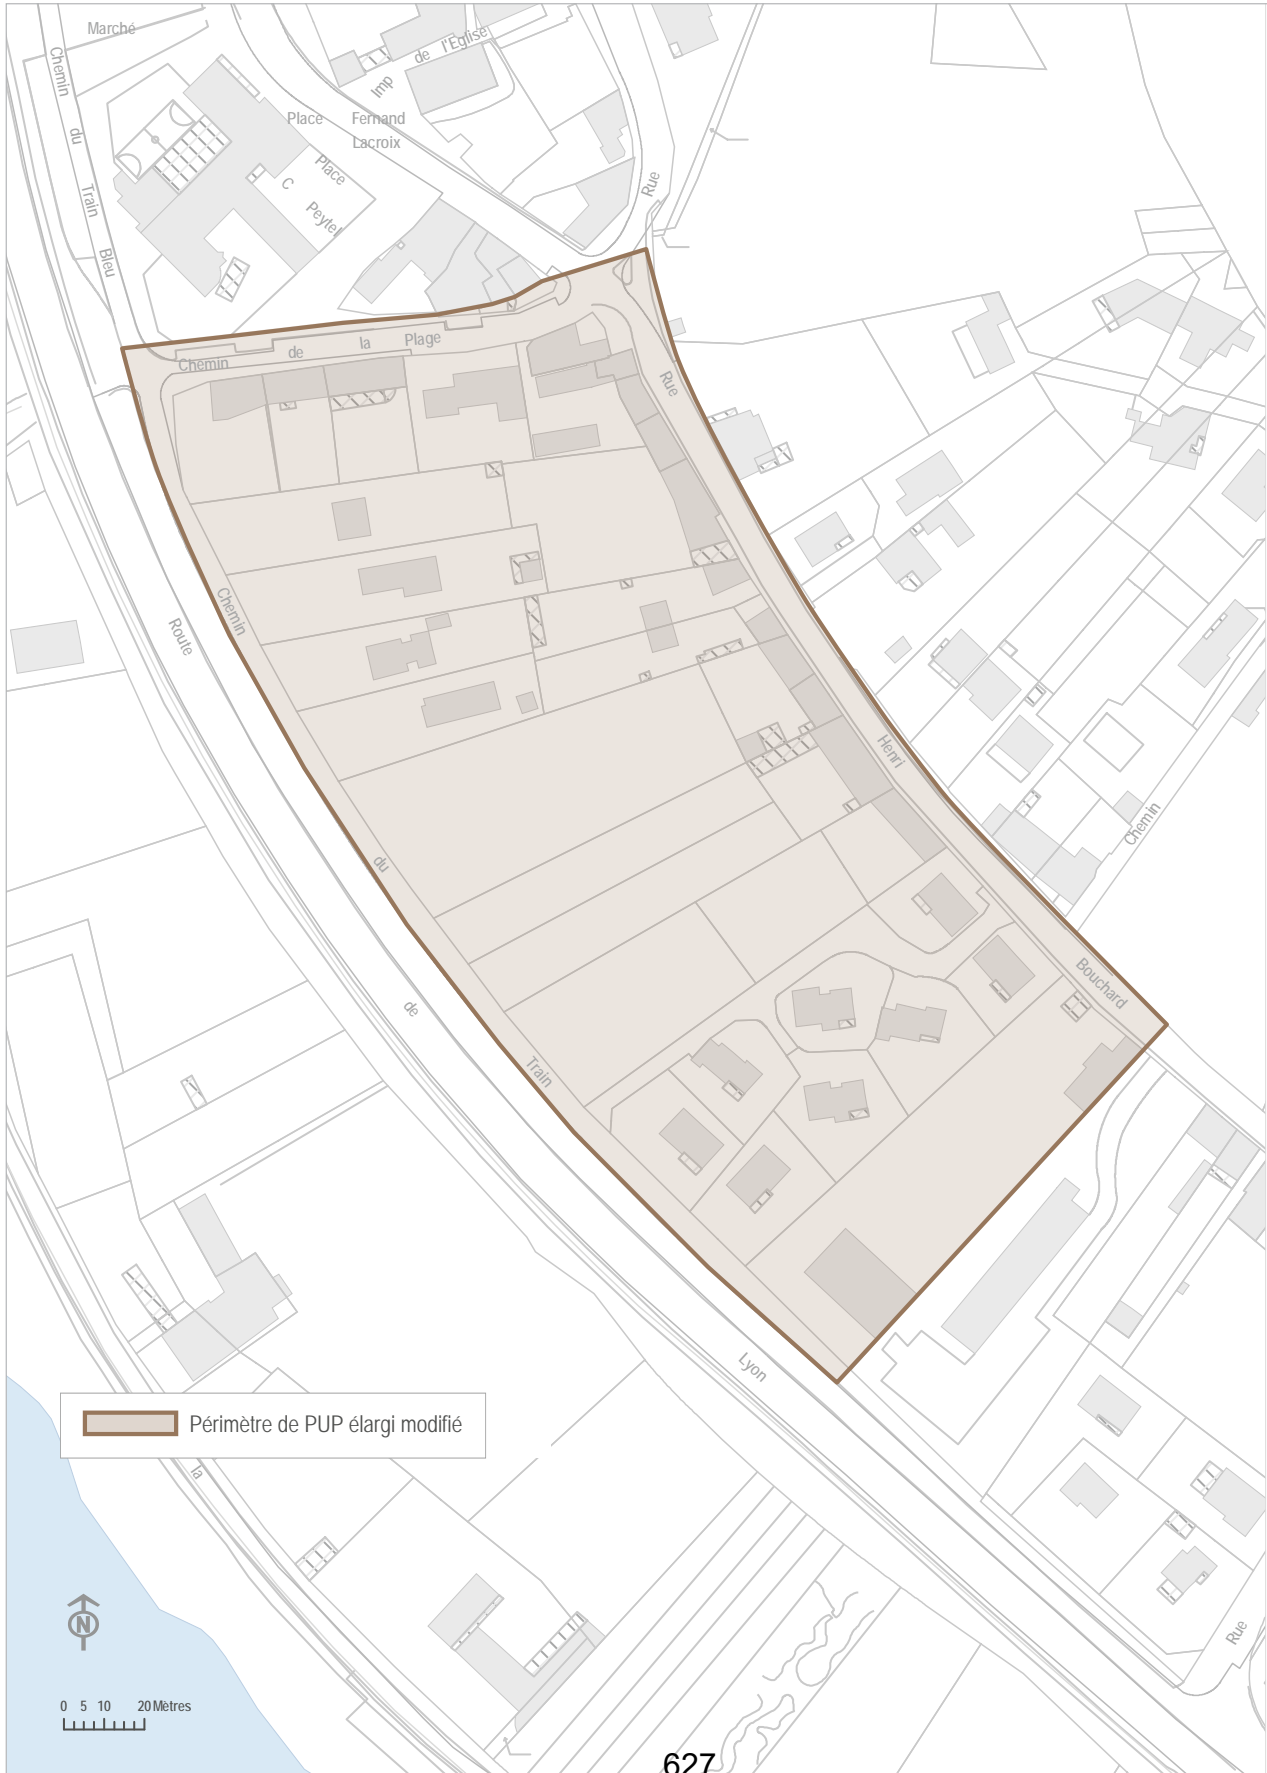 Marché
Chemin du Train Bleu
Imp de l'Eglise
Place Fernand
Lacroix
Place
C Peytel
Rue
Chemin de la Plage
Rue Henri Bouchard
Chemin du Train
Route de Lyon
Chemin
la
Rue
Périmètre de PUP élargi modifié
N
0 5 10 20 Mètres
627